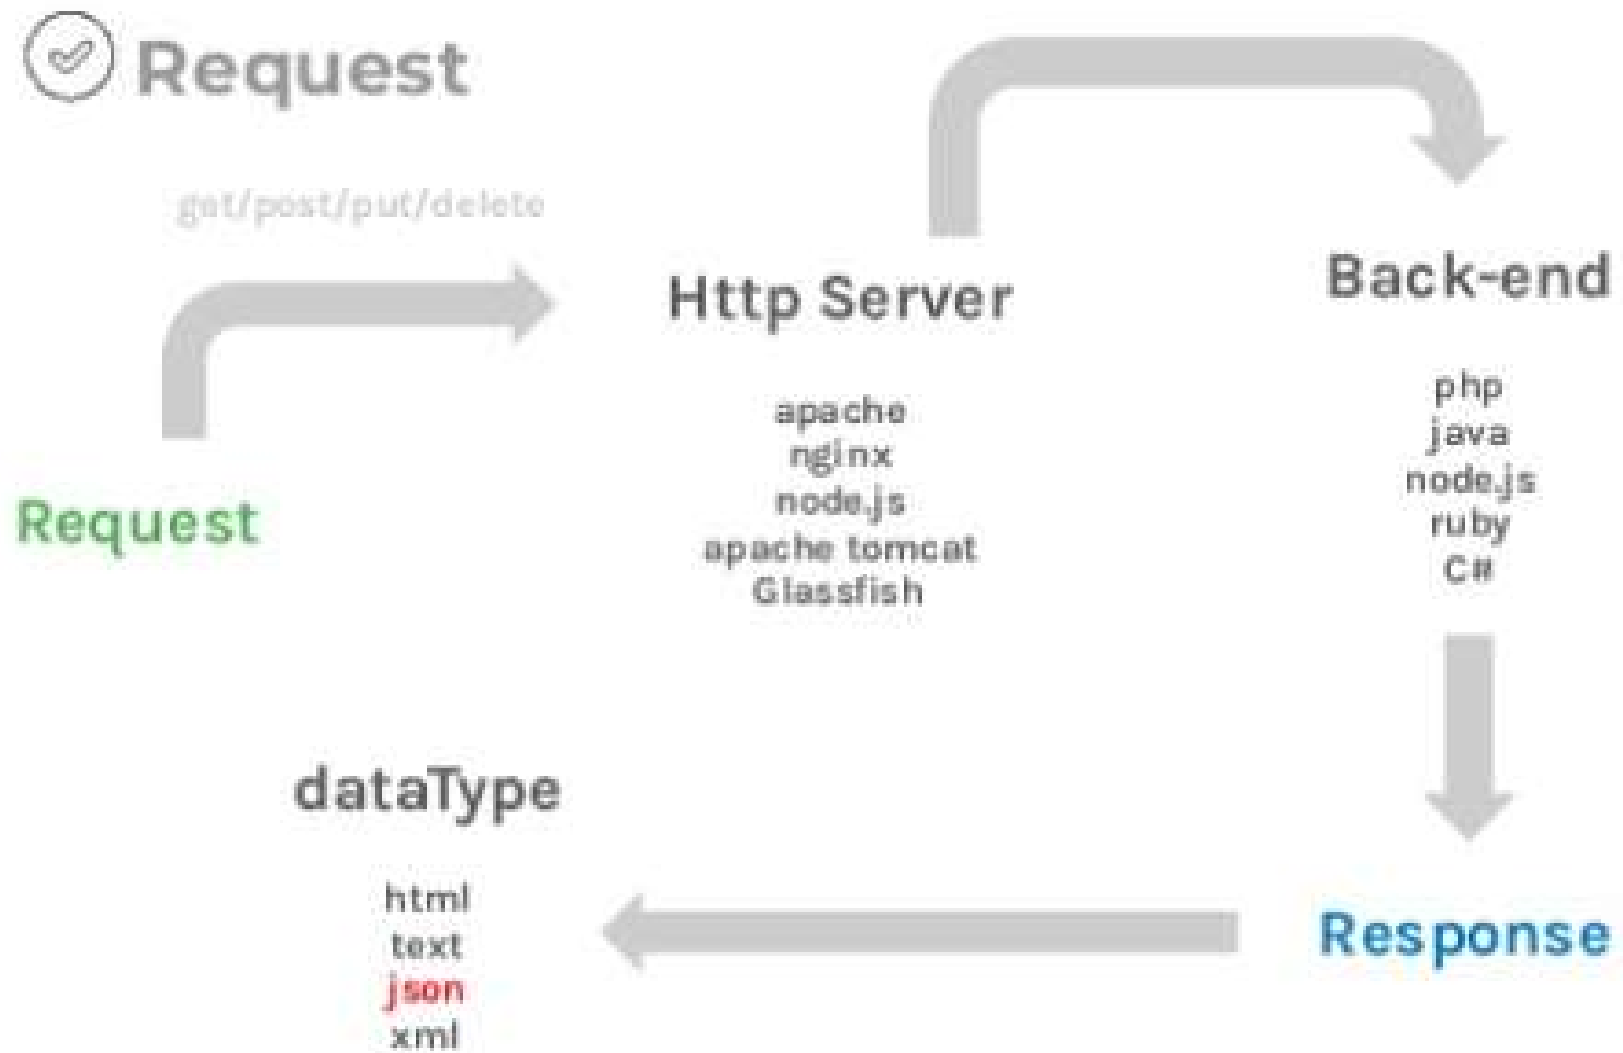 Request
get/post/put/delete
Http Server
apache
nginx
node.js
apache tomcat
Glassfish
Back-end
php
java
node.js
ruby
C#
Request
dataType
html
text
json
xml
Response